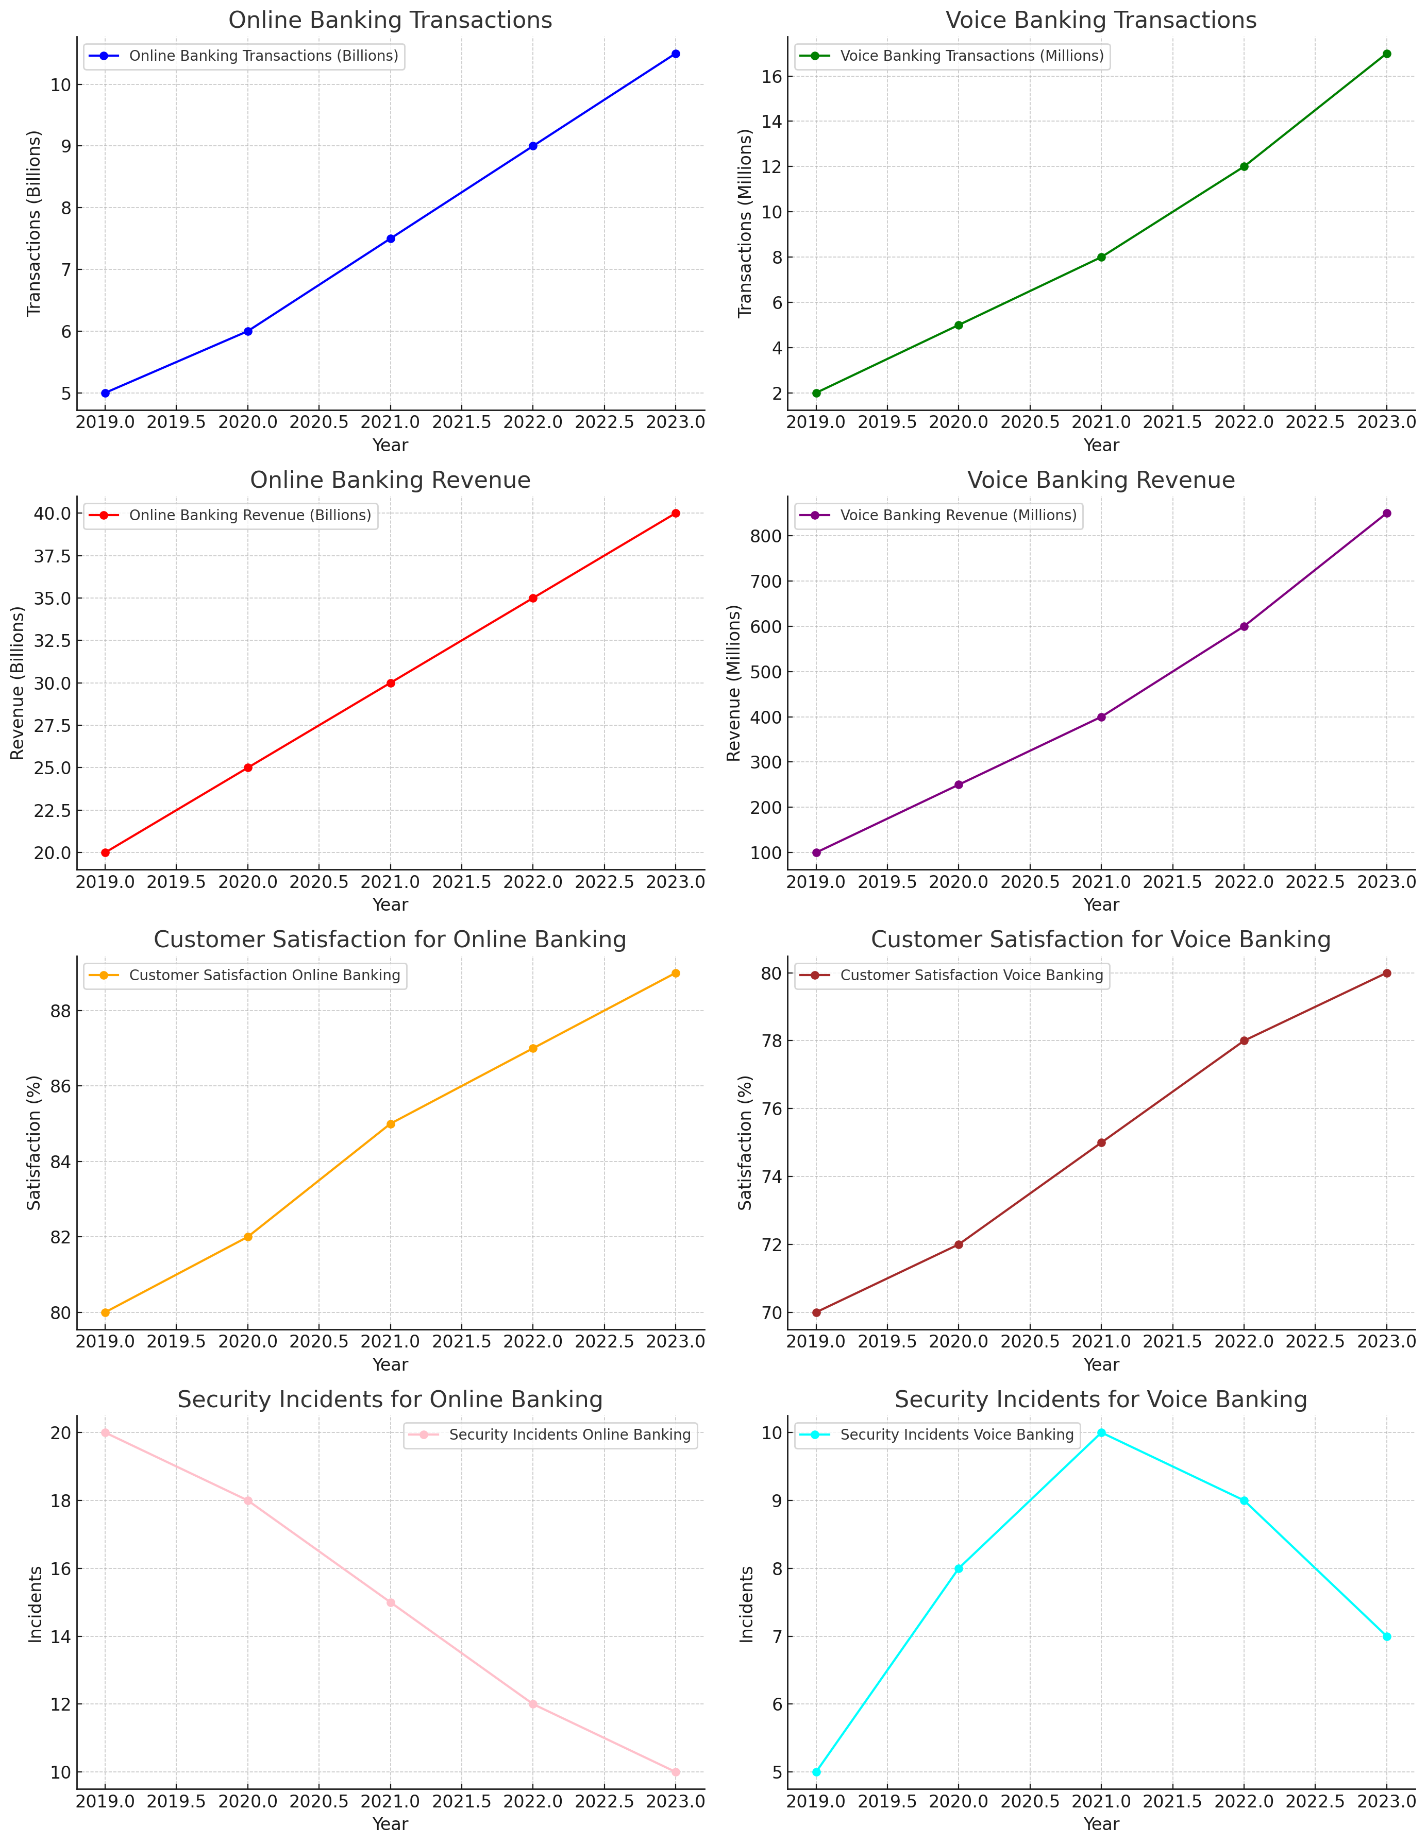 Online Banking Transactions
Online Banking Transactions (Billions)
Transactions (Billions)
10
9
8
7
6
5
2019.0 2019.5 2020.0 2020.5 2021.0 2021.5 2022.0 2022.5 2023.0
Year
Voice Banking Transactions
Voice Banking Transactions (Millions)
Transactions (Millions)
16
14
12
10
8
6
4
2
2019.0 2019.5 2020.0 2020.5 2021.0 2021.5 2022.0 2022.5 2023.0
Year
Online Banking Revenue
Online Banking Revenue (Billions)
Revenue (Billions)
40.0
37.5
35.0
32.5
30.0
27.5
25.0
22.5
20.0
2019.0 2019.5 2020.0 2020.5 2021.0 2021.5 2022.0 2022.5 2023.0
Year
Voice Banking Revenue
Voice Banking Revenue (Millions)
Revenue (Millions)
800
700
600
500
400
300
200
100
2019.0 2019.5 2020.0 2020.5 2021.0 2021.5 2022.0 2022.5 2023.0
Year
Customer Satisfaction for Online Banking
Customer Satisfaction Online Banking
Satisfaction (%)
88
86
84
82
80
2019.0 2019.5 2020.0 2020.5 2021.0 2021.5 2022.0 2022.5 2023.0
Year
Customer Satisfaction for Voice Banking
Customer Satisfaction Voice Banking
Satisfaction (%)
80
78
76
74
72
70
2019.0 2019.5 2020.0 2020.5 2021.0 2021.5 2022.0 2022.5 2023.0
Year
Security Incidents for Online Banking
Security Incidents Online Banking
Incidents
20
18
16
14
12
10
2019.0 2019.5 2020.0 2020.5 2021.0 2021.5 2022.0 2022.5 2023.0
Year
Security Incidents for Voice Banking
Security Incidents Voice Banking
Incidents
10
9
8
7
6
5
2019.0 2019.5 2020.0 2020.5 2021.0 2021.5 2022.0 2022.5 2023.0
Year